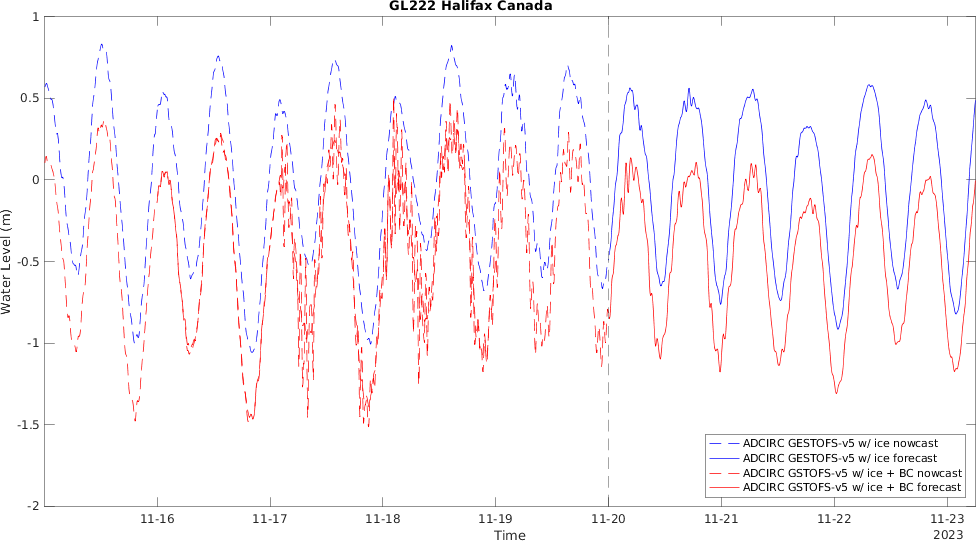 GL222 Halifax Canada
1
0.5
0
-0.5
-1
-1.5
-2
Water Level (m)
11-16 11-17 11-18 11-19 11-20 11-21 11-22 11-23
Time
2023
ADCIRC GESTOFS-v5 w/ ice nowcast
ADCIRC GESTOFS-v5 w/ ice forecast
ADCIRC GSTOFS-v5 w/ ice + BC nowcast
ADCIRC GSTOFS-v5 w/ ice + BC forecast